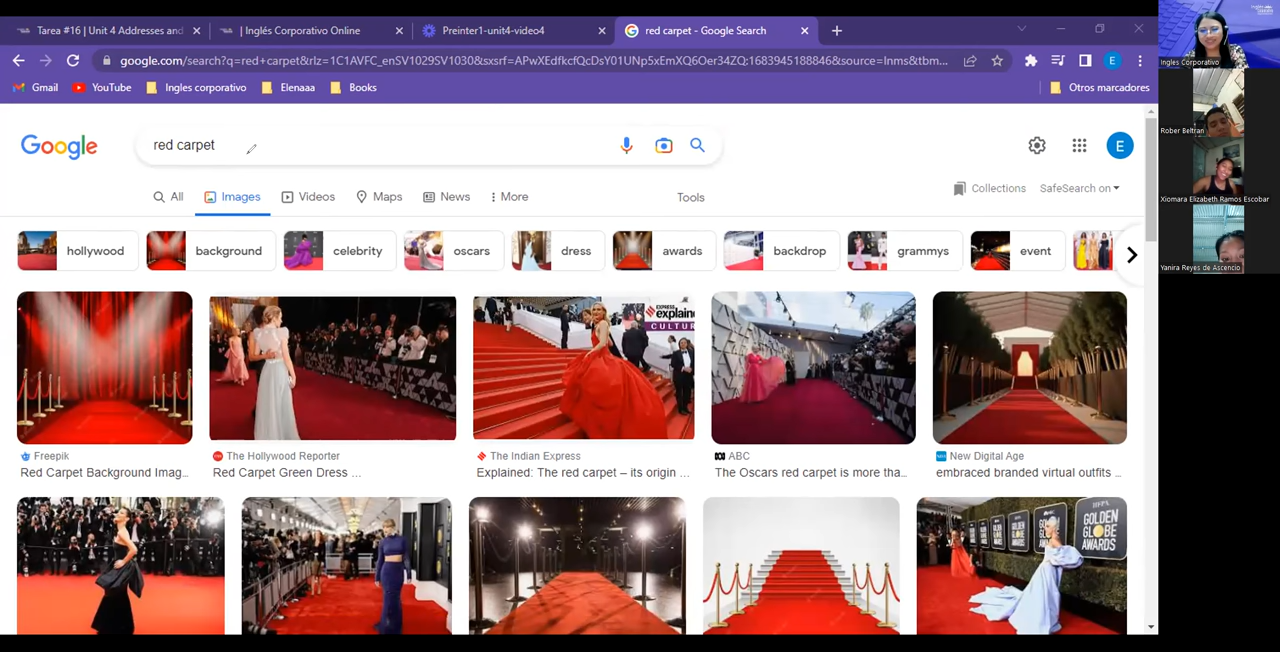 Tarea #16 | Unit 4 Addresses and
| Inglés Corporativo Online
Preinter1-unit4-video4
red carpet - Google Search
google.com/search?q=red+carpet&rlz=1C1AVFC_enSV1029SV1030&sxsrf=APwXEdfkcfQcDsY01UNp5xEmXQ6Oer34ZQ:1683945188846&source=lnms&tbm...
E
Gmail
YouTube
Ingles corporativo
Elenaaa
Books
Otros marcadores
Google
red carpet
E
All
Images
Videos
Maps
News
More
Tools
Collections
SafeSearch on
hollywood
background
celebrity
oscars
dress
awards
backdrop
grammys
event
EXPRESS
explaine
CULTUR
Freepik
Red Carpet Background Imag...
The Hollywood Reporter
Red Carpet Green Dress ...
The Indian Express
Explained: The red carpet – its origin ...
ABC
The Oscars red carpet is more tha...
New Digital Age
embraced branded virtual outfits ...
GOLDEN
GLOBE
AWARDS
Ingles Corporativo
Rober Beltran
Xiomara Elizabeth Ramos Escobar
Yanira Reyes de Ascencio